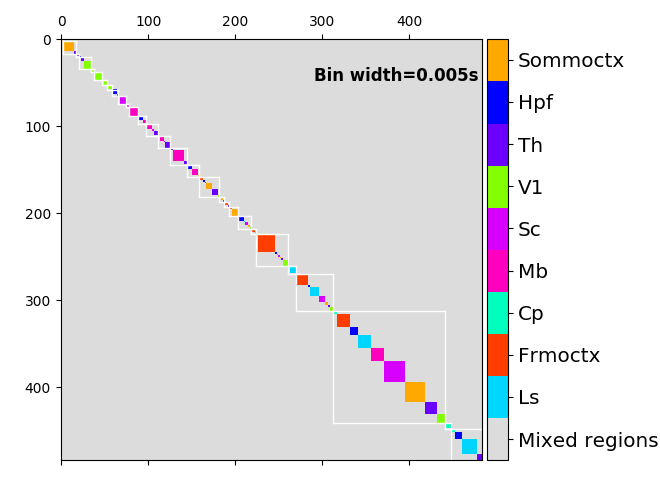 0 100 200 300 400
0
100
200
300
400
Bin width=0.005s
Sommoctx
Hpf
Th
V1
Sc
Mb
Cp
Frmoctx
Ls
Mixed regions